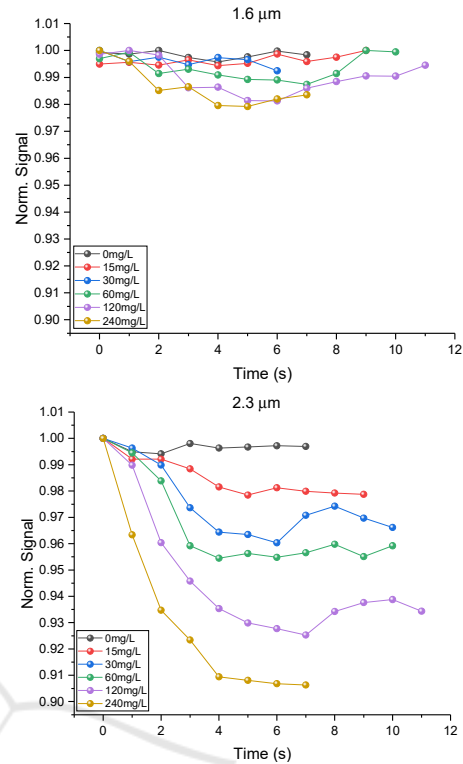 1.6 μm
1.01
1.00
0.99
0.98
0.97
0.96
0.95
0.94
0.93
0.92
0.91
0.90
Norm. Signal
0mg/L
15mg/L
30mg/L
60mg/L
120mg/L
240mg/L
0 2 4 6 8 10 12
Time (s)
2.3 μm
1.01
1.00
0.99
0.98
0.97
0.96
0.95
0.94
0.93
0.92
0.91
0.90
Norm. Signal
0mg/L
15mg/L
30mg/L
60mg/L
120mg/L
240mg/L
0 2 4 6 8 10 12
Time (s)